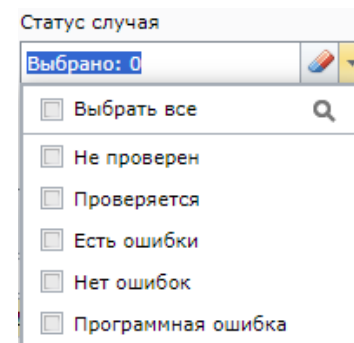 Статус случая
Выбрано: 0
Выбрать все
Не проверен
Проверяется
Есть ошибки
Нет ошибок
Программная ошибка